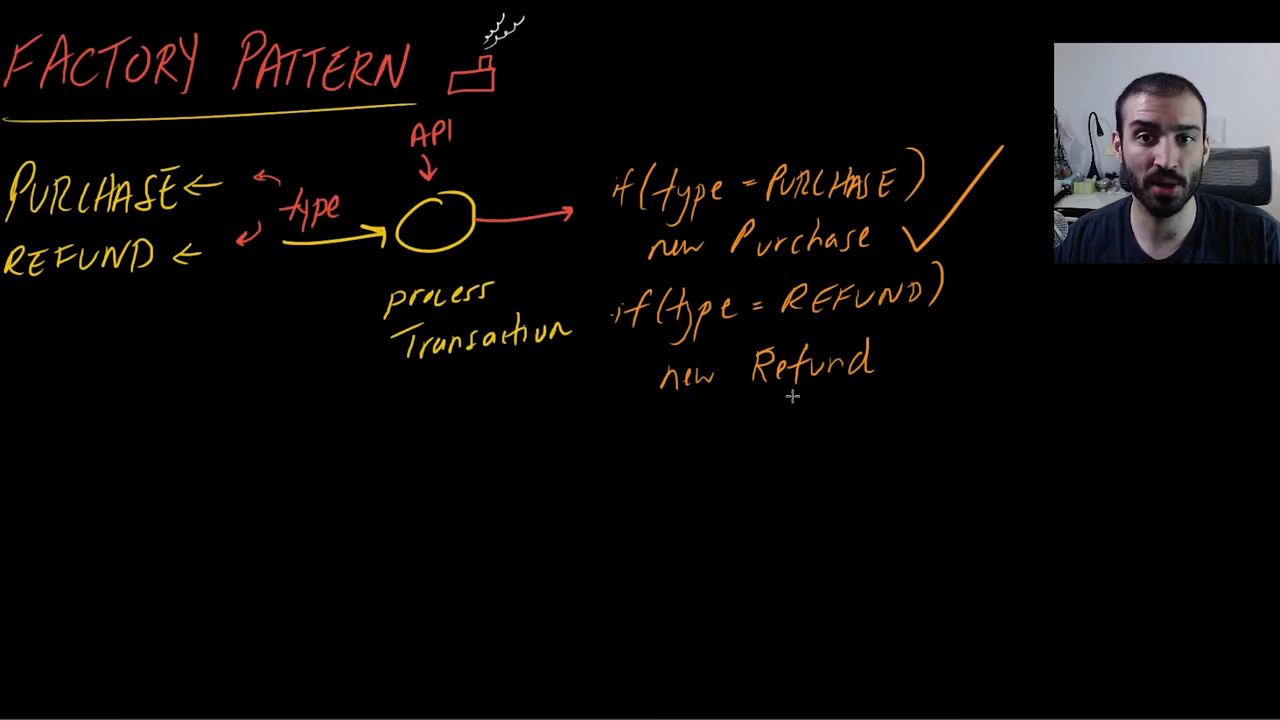 FACTORY PATTERN
API
PURCHASE
type
REFUND
process
Transaction
if(type = PURCHASE)
new Purchase
if(type = REFUND)
new Refund